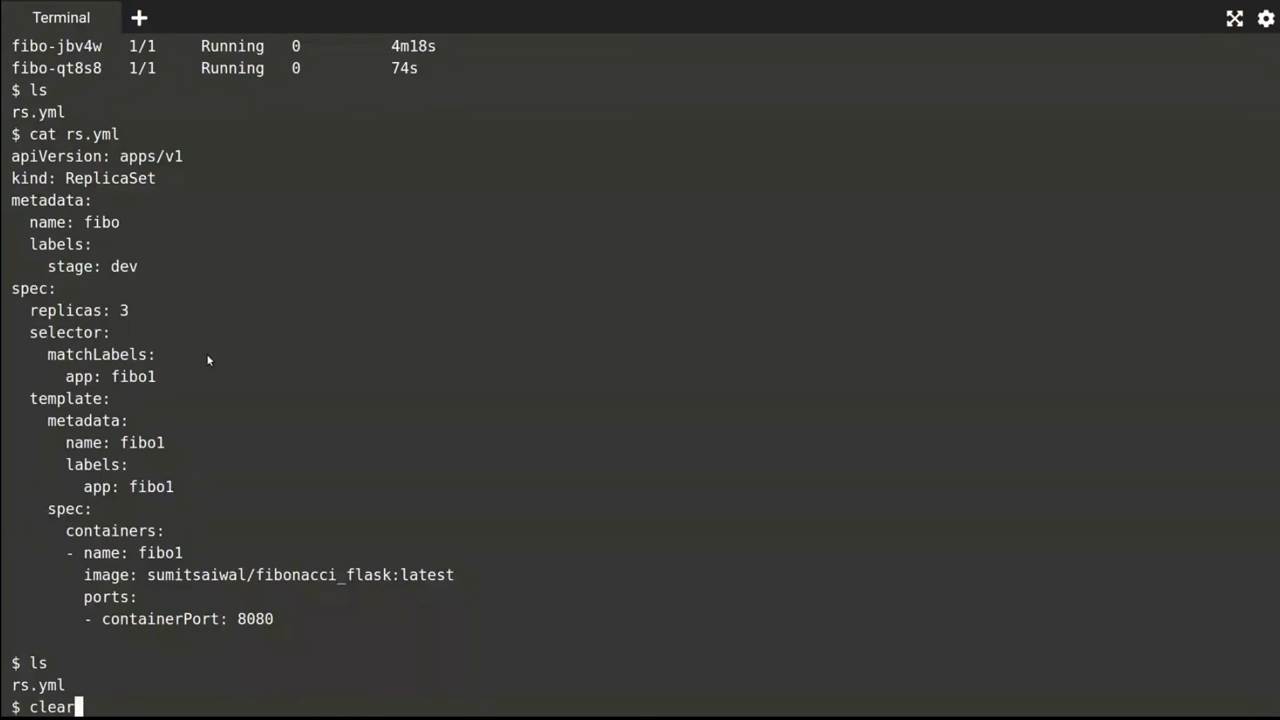 Terminal +
fibo-jbv4w   1/1     Running   0          4m18s
fibo-qt8s8   1/1     Running   0          74s
$ ls
rs.yml
$ cat rs.yml
apiVersion: apps/v1
kind: ReplicaSet
metadata:
  name: fibo
  labels:
    stage: dev
spec:
  replicas: 3
  selector:
    matchLabels:
      app: fibo1
  template:
    metadata:
      name: fibo1
      labels:
        app: fibo1
    spec:
      containers:
      - name: fibo1
        image: sumitsaiwal/fibonacci_flask:latest
        ports:
        - containerPort: 8080

$ ls
rs.yml
$ clear